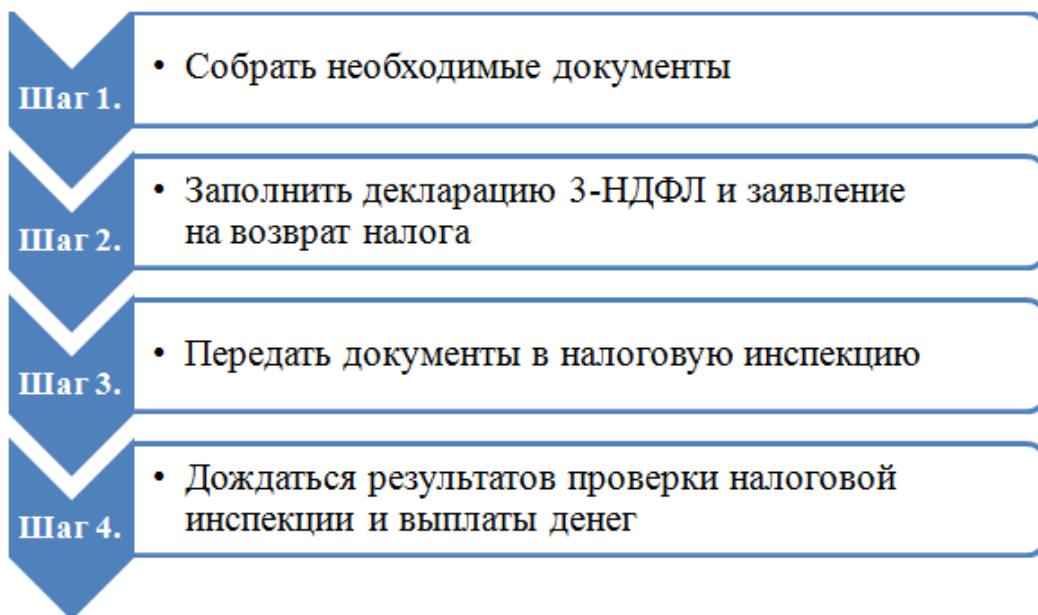 Шаг 1.
• Собрать необходимые документы
Шаг 2.
• Заполнить декларацию 3-НДФЛ и заявление
на возврат налога
Шаг 3.
• Передать документы в налоговую инспекцию
Шаг 4.
• Дождаться результатов проверки налоговой
инспекции и выплаты денег